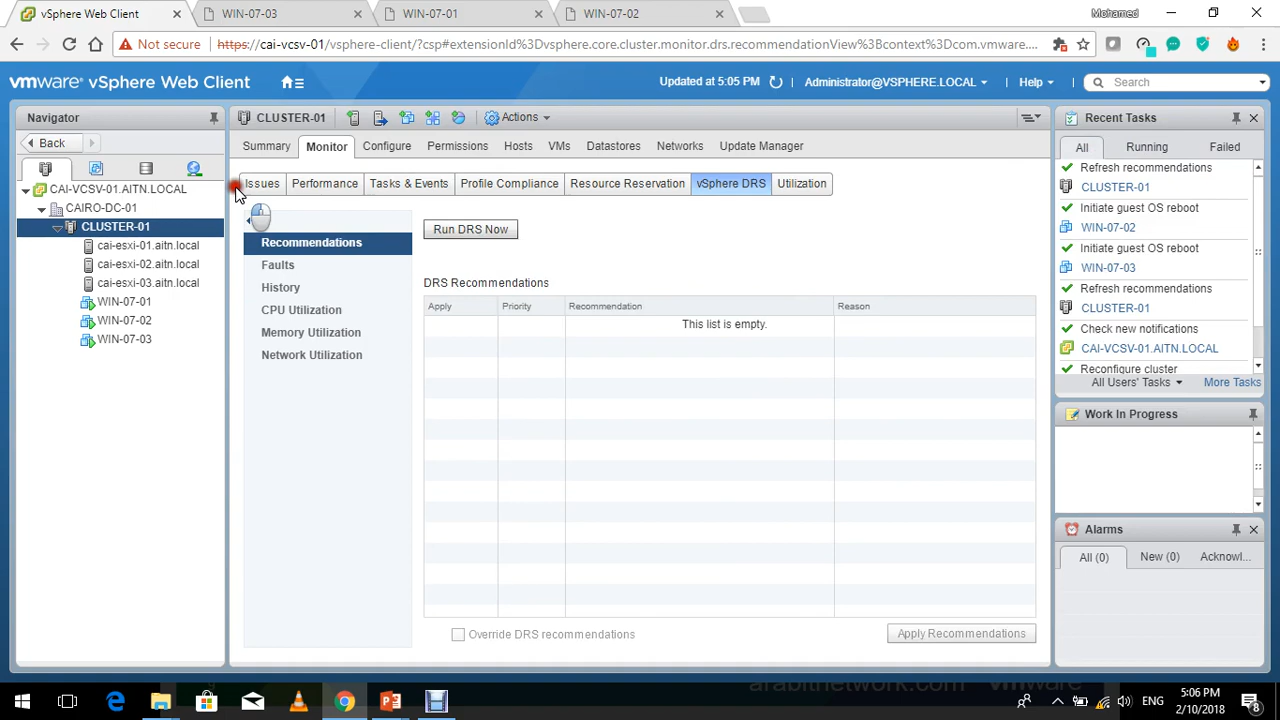 vSphere Web Client
WIN-07-03
WIN-07-01
WIN-07-02
Mohamed
Not secure
https://cai-vcsv-01/vsphere-client/?csp#extensionId%3Dvsphere.core.cluster.monitor.drs.recommendationView%3Bcontext%3Dcom.vmware....
vmware vSphere Web Client
Updated at 5:05 PM
Administrator@VSPHERE.LOCAL
Help
Search
Navigator
CLUSTER-01
Actions
Recent Tasks
Back
Summary
Monitor
Configure
Permissions
Hosts
VMs
Datastores
Networks
Update Manager
All
Running
Failed
Issues
Performance
Tasks & Events
Profile Compliance
Resource Reservation
vSphere DRS
Utilization
CAI-VCSV-01.AITN.LOCAL
CAIRO-DC-01
CLUSTER-01
cai-esxi-01.aitn.local
cai-esxi-02.aitn.local
cai-esxi-03.aitn.local
WIN-07-01
WIN-07-02
WIN-07-03
Recommendations
Faults
History
CPU Utilization
Memory Utilization
Network Utilization
Run DRS Now
DRS Recommendations
Apply
Priority
Recommendation
Reason
This list is empty.
Override DRS recommendations
Apply Recommendations
Refresh recommendations
CLUSTER-01
Initiate guest OS reboot
WIN-07-02
Initiate guest OS reboot
WIN-07-03
Refresh recommendations
CLUSTER-01
Check new notifications
CAI-VCSV-01.AITN.LOCAL
Reconfigure cluster
All Users' Tasks
More Tasks
Work In Progress
Alarms
All (0)
New (0)
Acknowl...
arabitnetwork.com
vmware
ENG
5:06 PM
2/10/2018
8